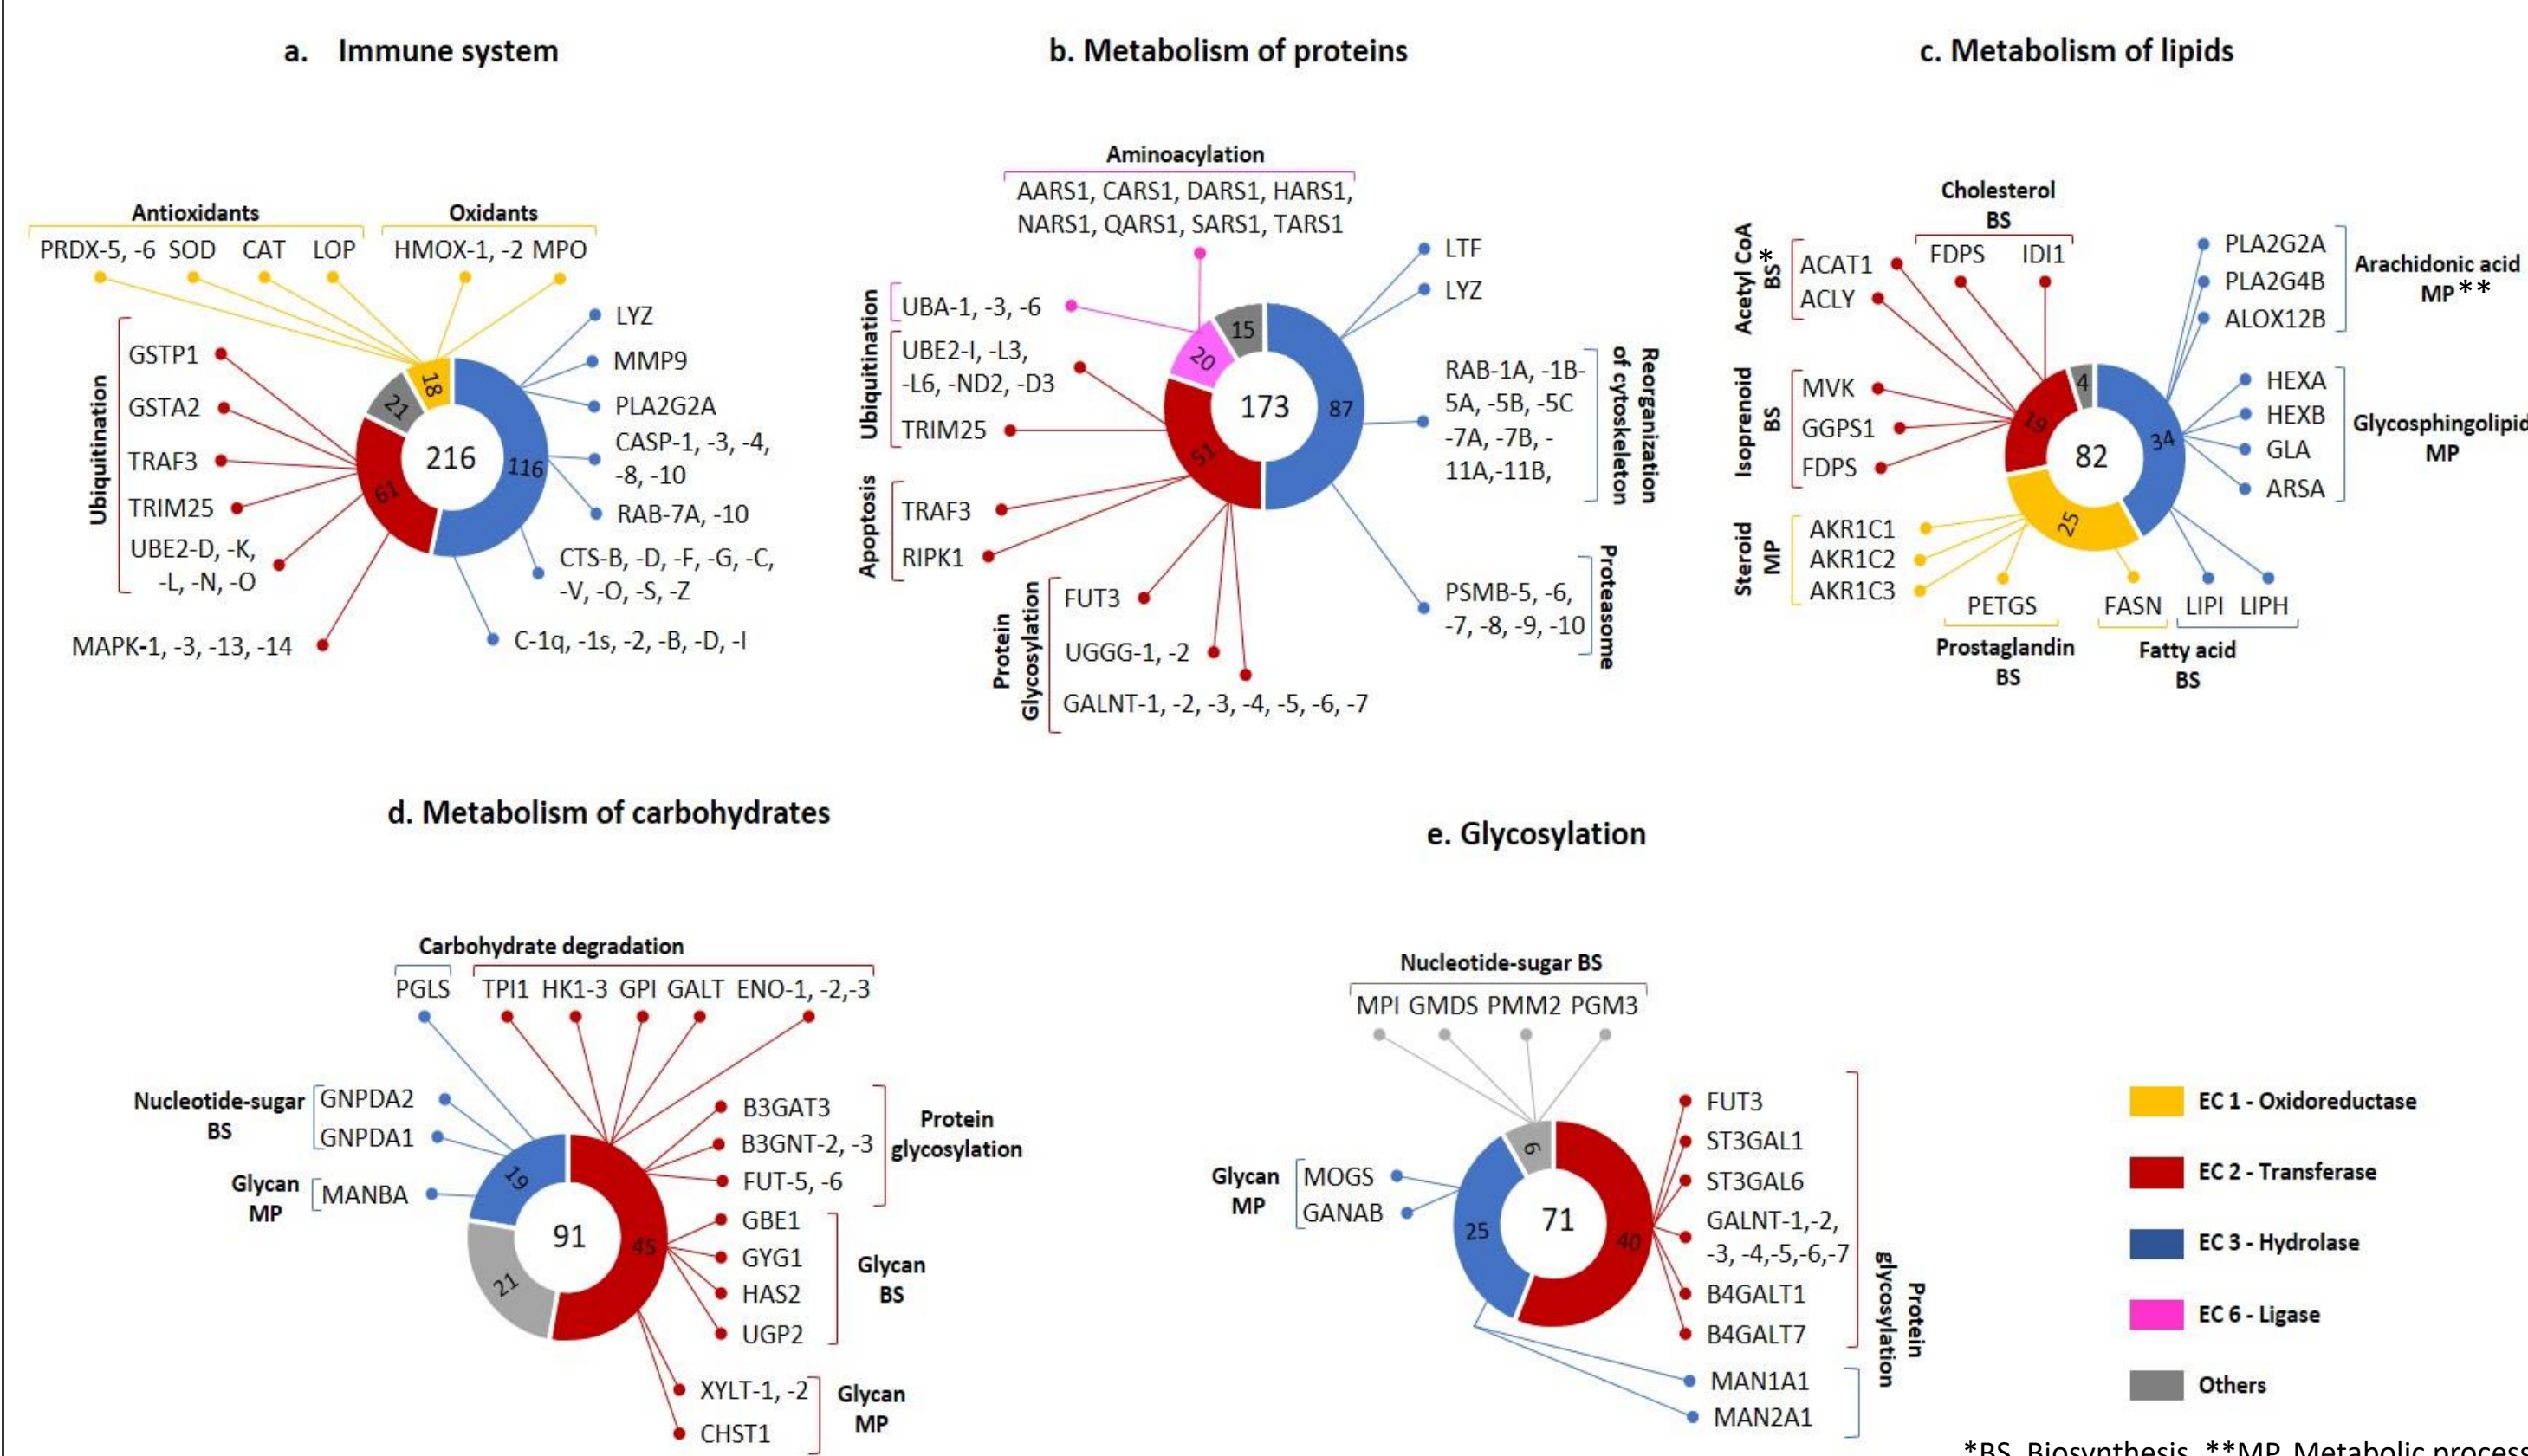 a. Immune system
Antioxidants
Oxidants
PRDX-5, -6 SOD CAT LOP
HMOX-1, -2 MPO
Ubiquitination
GSTP1
GSTA2
TRAF3
TRIM25
UBE2-D, -K,
-L, -N, -O
MAPK-1, -3, -13, -14
18
21
61
116
216
LYZ
MMP9
PLA2G2A
CASP-1, -3, -4,
-8, -10
RAB-7A, -10
CTS-B, -D, -F, -G, -C,
-V, -O, -S, -Z
C-1q, -1s, -2, -B, -D, -I
b. Metabolism of proteins
Aminoacylation
AARS1, CARS1, DARS1, HARS1,
NARS1, QARS1, SARS1, TARS1
Ubiquitination
UBA-1, -3, -6
UBE2-I, -L3,
-L6, -ND2, -D3
TRIM25
Apoptosis
TRAF3
RIPK1
Protein
Glycosylation
FUT3
UGGG-1, -2
GALNT-1, -2, -3, -4, -5, -6, -7
15
20
51
87
173
LTF
LYZ
RAB-1A, -1B-
5A, -5B, -5C
-7A, -7B, -
11A,-11B,
Reorganization
of cytoskeleton
PSMB-5, -6,
-7, -8, -9, -10
Proteasome
c. Metabolism of lipids
Cholesterol
BS
FDPS IDI1
Acetyl CoA
BS*
ACAT1
ACLY
Isoprenoid
BS
MVK
GGPS1
FDPS
Steroid
MP
AKR1C1
AKR1C2
AKR1C3
PETGS
Prostaglandin
BS
FASN LIPI LIPH
Fatty acid
BS
4
19
25
34
82
PLA2G2A
PLA2G4B
ALOX12B
Arachidonic acid
MP**
HEXA
HEXB
GLA
ARSA
Glycosphingolipid
MP
d. Metabolism of carbohydrates
Carbohydrate degradation
PGLS TPI1 HK1-3 GPI GALT ENO-1, -2,-3
Nucleotide-sugar
BS
GNPDA2
GNPDA1
Glycan
MP
MANBA
19
21
45
91
B3GAT3
B3GNT-2, -3
FUT-5, -6
Protein
glycosylation
GBE1
GYG1
HAS2
UGP2
Glycan
BS
XYLT-1, -2
CHST1
Glycan
MP
e. Glycosylation
Nucleotide-sugar BS
MPI GMDS PMM2 PGM3
Glycan
MP
MOGS
GANAB
6
25
40
71
FUT3
ST3GAL1
ST3GAL6
GALNT-1,-2,
-3, -4,-5,-6,-7
B4GALT1
B4GALT7
MAN1A1
MAN2A1
Protein
glycosylation
EC 1 - Oxidoreductase
EC 2 - Transferase
EC 3 - Hydrolase
EC 6 - Ligase
Others
*BS, Biosynthesis, **MP, Metabolic process